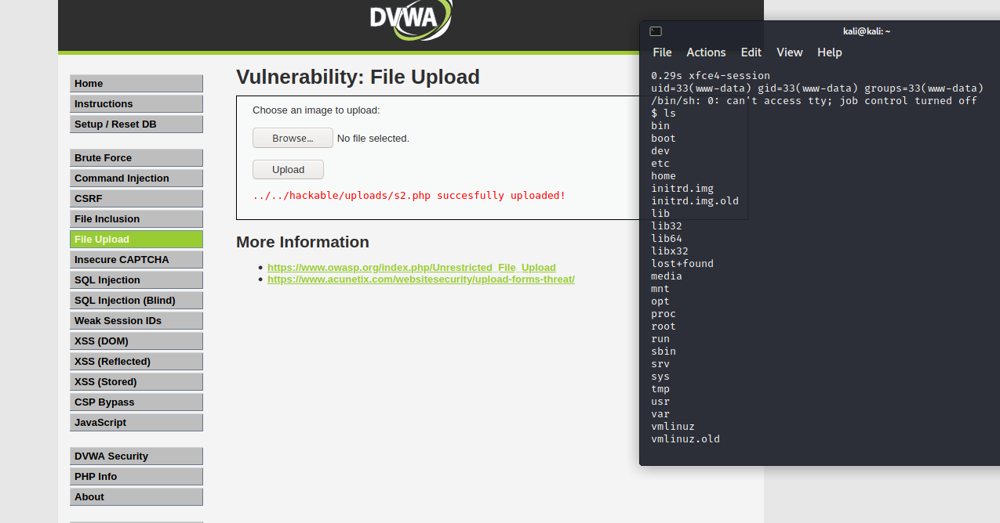 DVWA
Home
Instructions
Setup / Reset DB
Brute Force
Command Injection
CSRF
File Inclusion
File Upload
Insecure CAPTCHA
SQL Injection
SQL Injection (Blind)
Weak Session IDs
XSS (DOM)
XSS (Reflected)
XSS (Stored)
CSP Bypass
JavaScript
DVWA Security
PHP Info
About
Vulnerability: File Upload
Choose an image to upload:
Browse... No file selected.
Upload
../../hackable/uploads/s2.php succesfully uploaded!
More Information
https://www.owasp.org/index.php/Unrestricted_File_Upload
https://www.acunetix.com/websitesecurity/upload-forms-threat/
kali@kali: ~
File Actions Edit View Help
0.29s xfce4-session
uid=33(www-data) gid=33(www-data) groups=33(www-data)
/bin/sh: 0: can't access tty; job control turned off
$ ls
bin
boot
dev
etc
home
initrd.img
initrd.img.old
lib
lib32
lib64
libx32
lost+found
media
mnt
opt
proc
root
run
sbin
srv
sys
tmp
usr
var
vmlinuz
vmlinuz.old